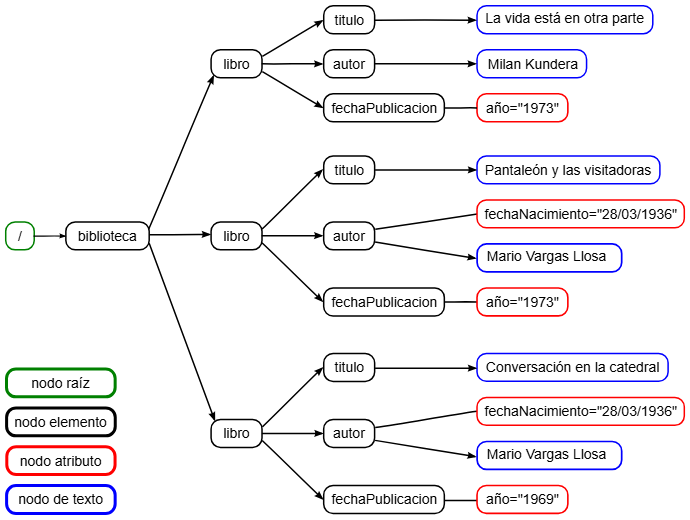 titulo
La vida está en otra parte
libro
autor
Milan Kundera
fechaPublicacion
año="1973"
titulo
Pantaleón y las visitadoras
/
biblioteca
libro
autor
fechaNacimiento="28/03/1936"
Mario Vargas Llosa
fechaPublicacion
año="1973"
titulo
Conversación en la catedral
libro
autor
fechaNacimiento="28/03/1936"
Mario Vargas Llosa
fechaPublicacion
año="1969"
nodo raíz
nodo elemento
nodo atributo
nodo de texto